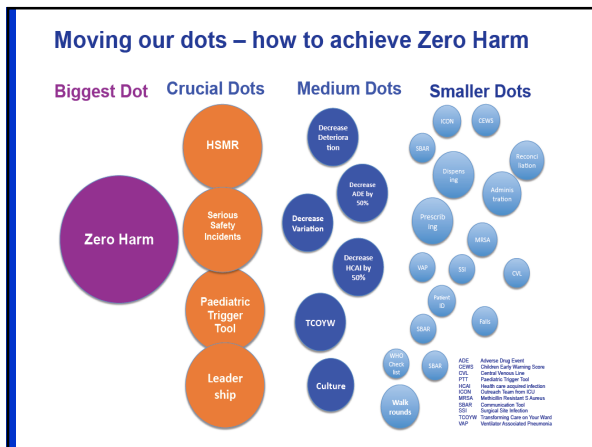 Moving our dots – how to achieve Zero Harm
Biggest Dot
Crucial Dots
Medium Dots
Smaller Dots
Zero Harm
HSMR
Serious
Safety
Incidents
Paediatric
Trigger
Tool
Leader
ship
Decrease
Deteriora
tion
Decrease
ADE by
50%
Decrease
Variation
Decrease
HCAI by
50%
TCOYW
Culture
ICON
CEWS
SBAR
Reconci
liation
Dispens
ing
Adminis
tration
Prescrib
ing
MRSA
VAP
SSI
CVL
Patient
ID
SBAR
Falls
WHO
Check
list
SBAR
Walk
rounds
ADE Adverse Drug Event
CEWS Children Early Warning Score
CVL Central Venous Line
PTT Paediatric Trigger Tool
HCAI Health care acquired infection
ICON Outreach Team from ICU
MRSA Methicillin Resistant S Aureus
SBAR Communication Tool
SSI Surgical Site Infection
TCOYW Transforming Care on Your Ward
VAP Ventilator Associated Pneumonia